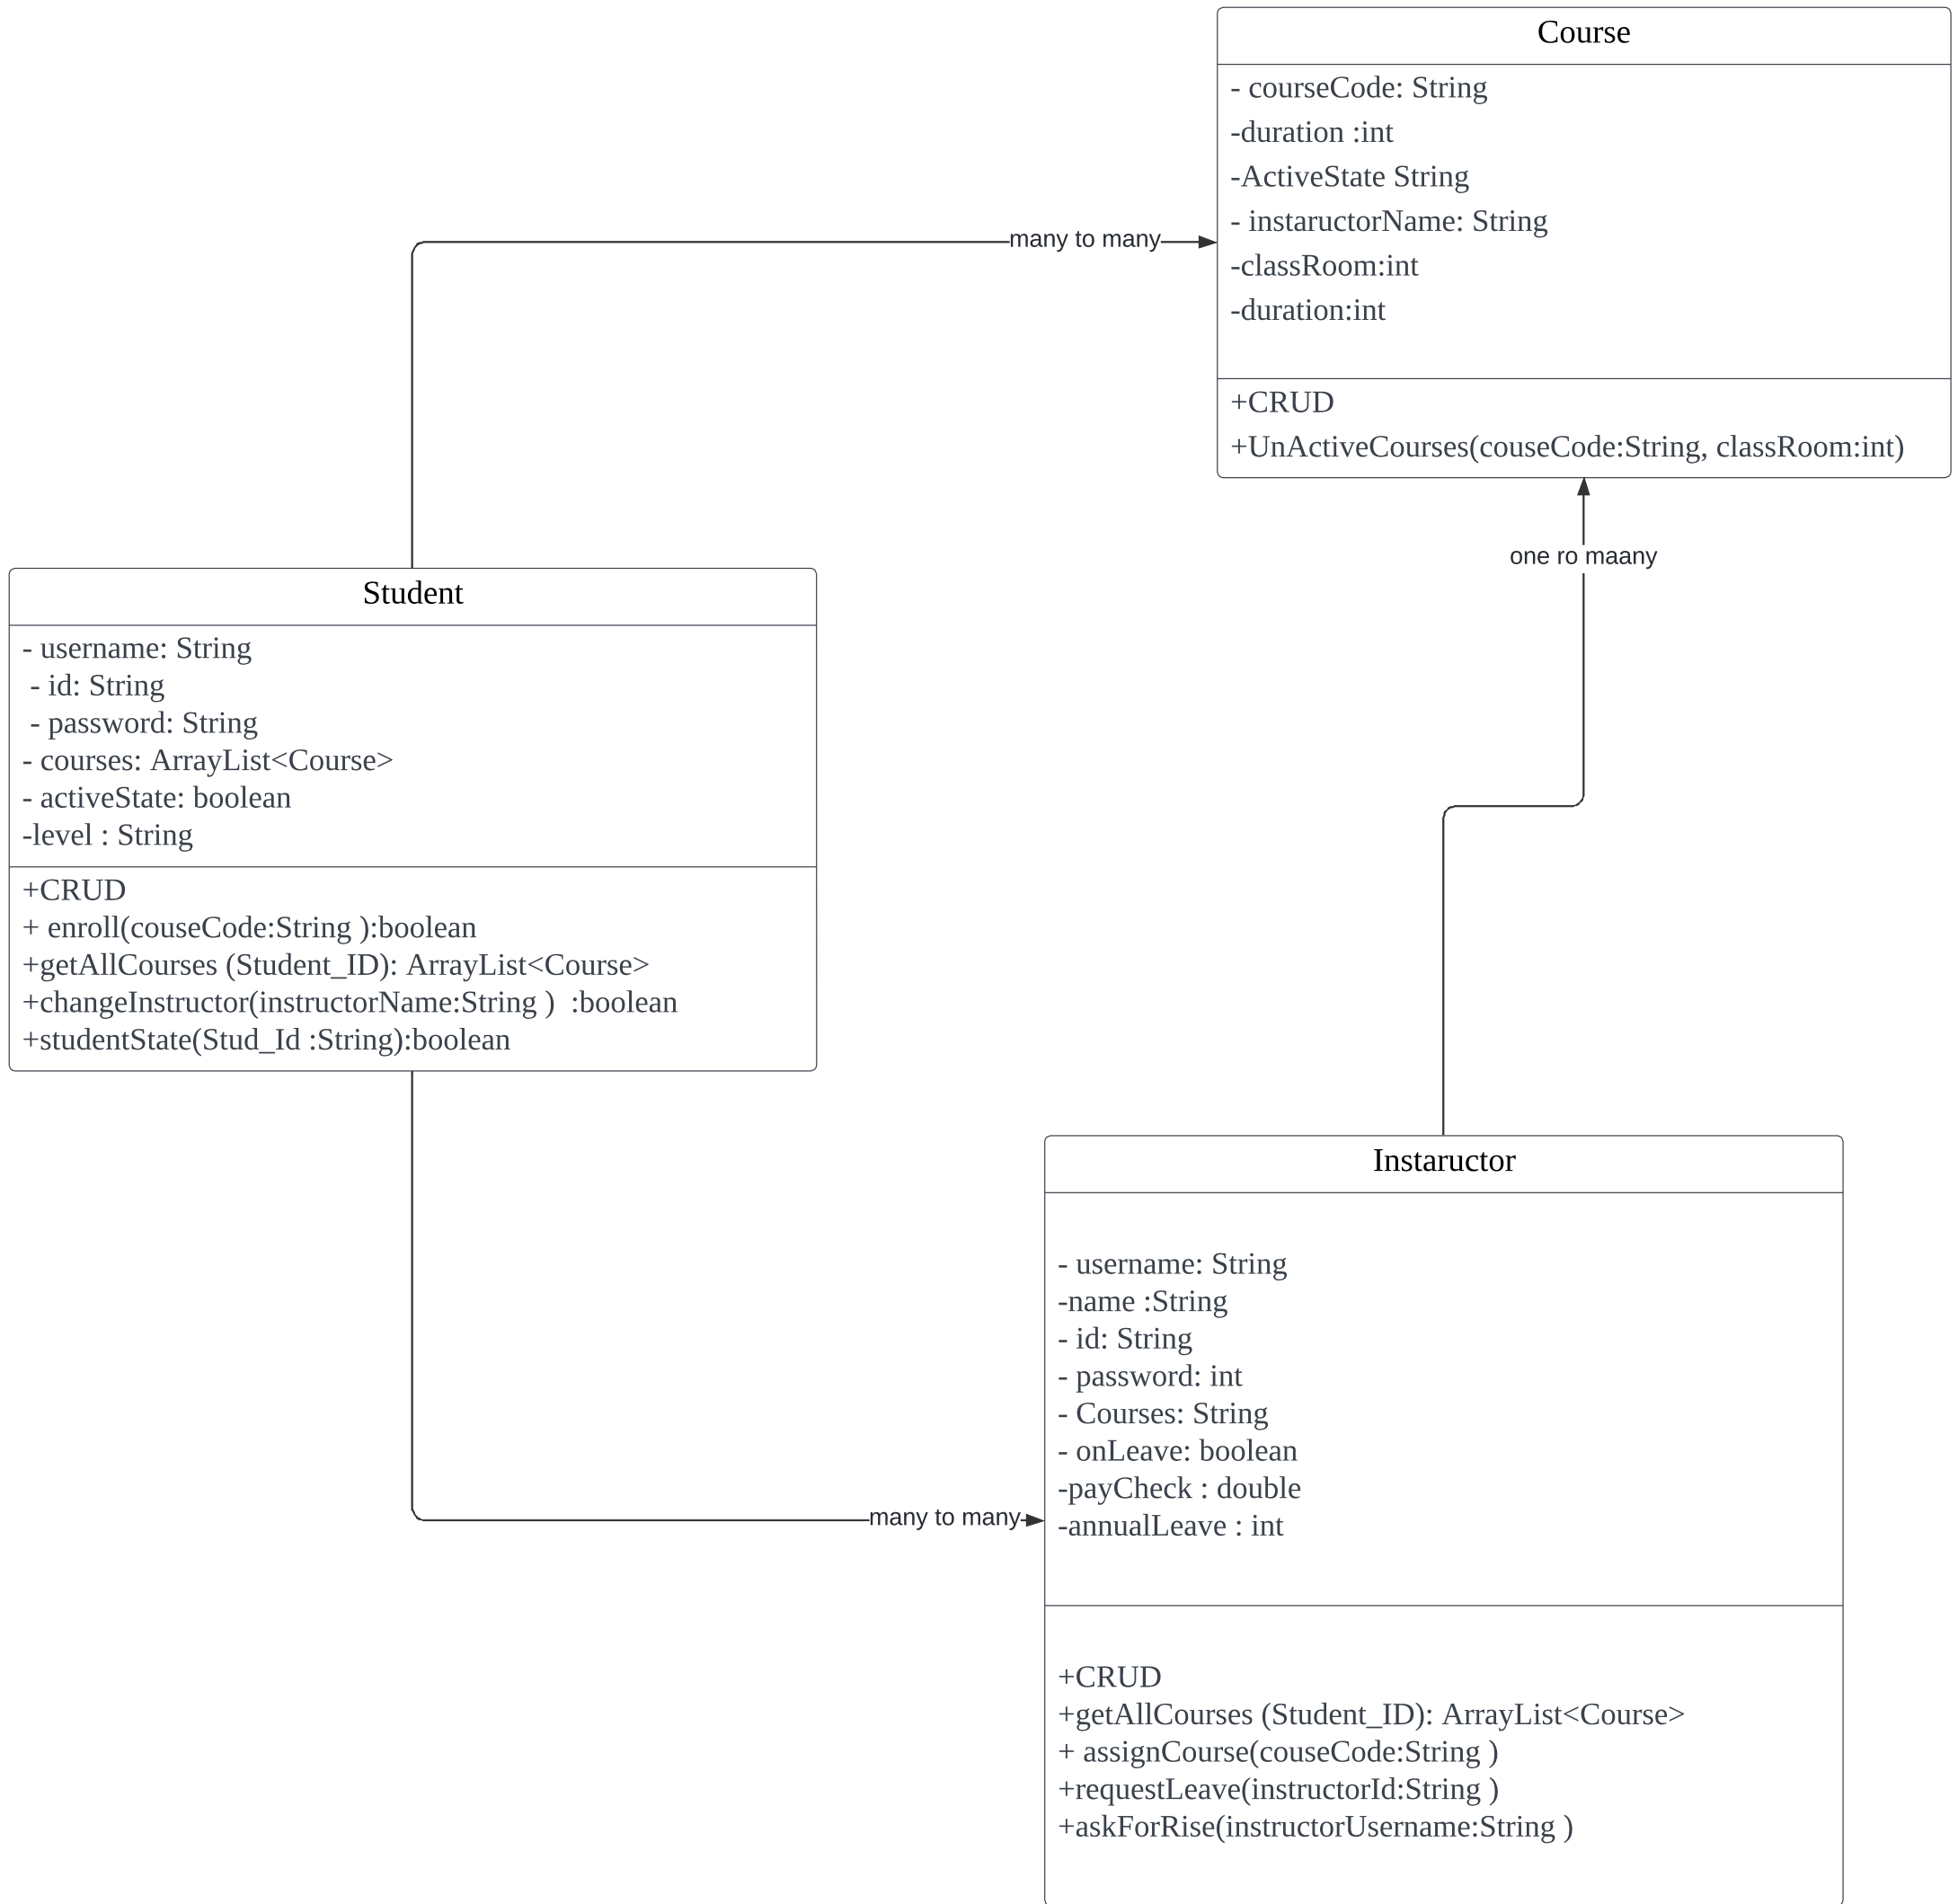 Course
- courseCode: String
-duration :int
-ActiveState String
- instaructorName: String
-classRoom:int
-duration:int
+CRUD
+UnActiveCourses(couseCode:String, classRoom:int)
many to many
one ro maany
Student
- username: String
- id: String
- password: String
- courses: ArrayList<Course>
- activeState: boolean
-level : String
+CRUD
+ enroll(couseCode:String ):boolean
+getAllCourses (Student_ID): ArrayList<Course>
+changeInstructor(instructorName:String )  :boolean
+studentState(Stud_Id :String):boolean
many to many
Instaructor
- username: String
-name :String
- id: String
- password: int
- Courses: String
- onLeave: boolean
-payCheck : double
-annualLeave : int
+CRUD
+getAllCourses (Student_ID): ArrayList<Course>
+ assignCourse(couseCode:String )
+requestLeave(instructorId:String )
+askForRise(instructorUsername:String )